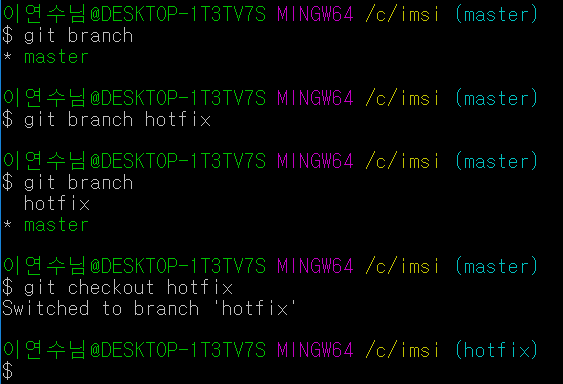 이연수님@DESKTOP-1T3TV7S MINGW64 /c/imsi (master)
$ git branch
* master
이연수님@DESKTOP-1T3TV7S MINGW64 /c/imsi (master)
$ git branch hotfix
이연수님@DESKTOP-1T3TV7S MINGW64 /c/imsi (master)
$ git branch
  hotfix
* master
이연수님@DESKTOP-1T3TV7S MINGW64 /c/imsi (master)
$ git checkout hotfix
Switched to branch 'hotfix'
이연수님@DESKTOP-1T3TV7S MINGW64 /c/imsi (hotfix)
$